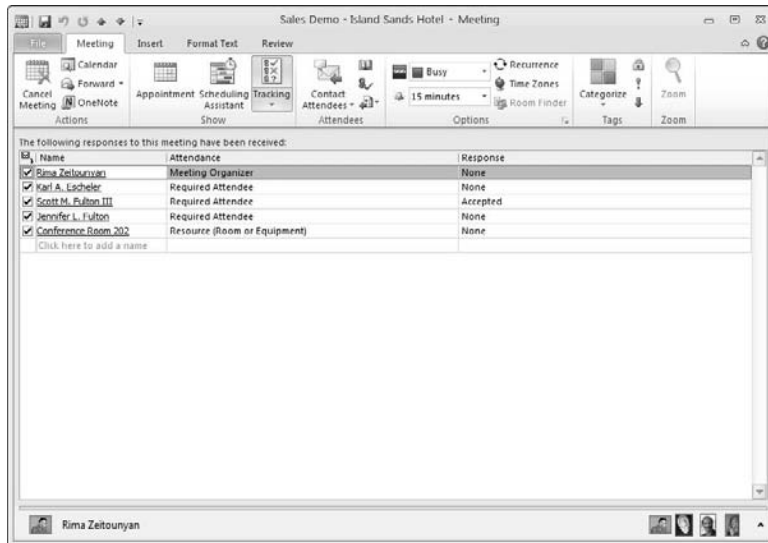 Sales Demo - Island Sands Hotel - Meeting
File Meeting Insert Format Text Review
Cancel Meeting
Calendar
Forward
OneNote
Actions
Appointment
Scheduling Assistant
Tracking
Show
Contact Attendees
Attendees
Busy
15 minutes
Recurrence
Time Zones
Room Finder
Options
Categorize
Tags
Zoom
Zoom
The following responses to this meeting have been received:
Name Attendance Response
Rima Zeitounyan Meeting Organizer None
Karl A. Escheler Required Attendee None
Scott M. Fulton III Required Attendee Accepted
Jennifer L. Fulton Required Attendee None
Conference Room 202 Resource (Room or Equipment) None
Click here to add a name
Rima Zeitounyan